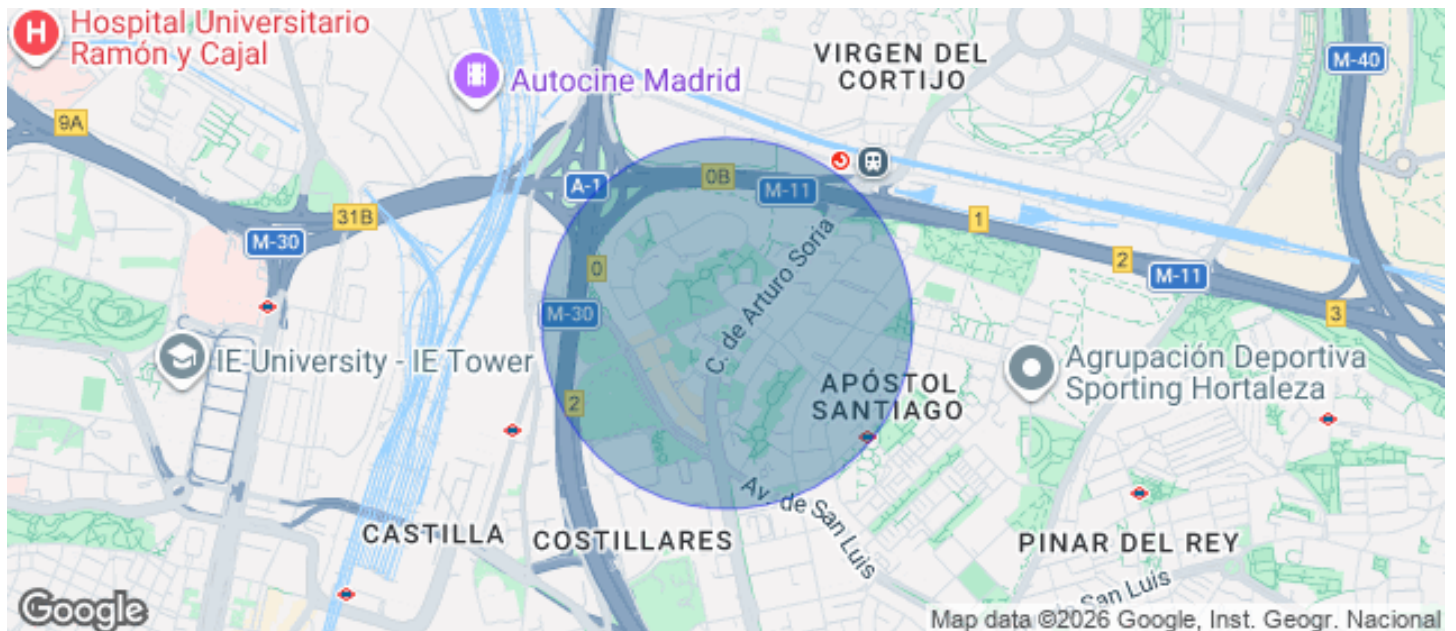 Hospital Universitario
Ramón y Cajal
Autocine Madrid
VIRGEN DEL
CORTIJO
M-40
9A
A-1
0B
M-11
31B
M-30
1
2
M-11
3
0
M-30
C. de Arturo Soria
IE University - IE Tower
2
APÓSTOL
SANTIAGO
Agrupación Deportiva
Sporting Hortaleza
Av. de San Luis
CASTILLA
COSTILLARES
PINAR DEL REY
San Luis
Google
Map data ©2026 Google, Inst. Geogr. Nacional